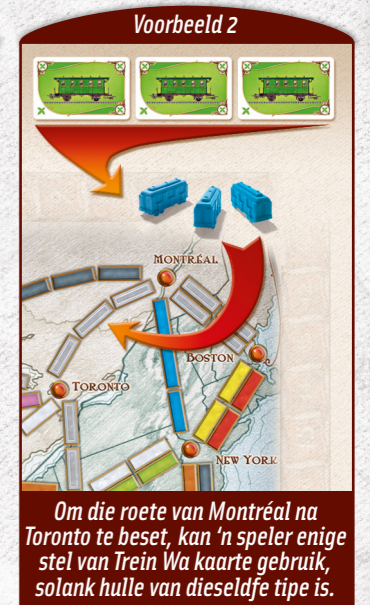 Voorbeeld 2
MONTRÉAL
BOSTON
TORONTO
NEW YORK
Om die roete van Montréal na
Toronto te beset, kan ‘n speler enige
stel van Trein Wa kaarte gebruik,
solank hulle van dieseldfe tipe is.